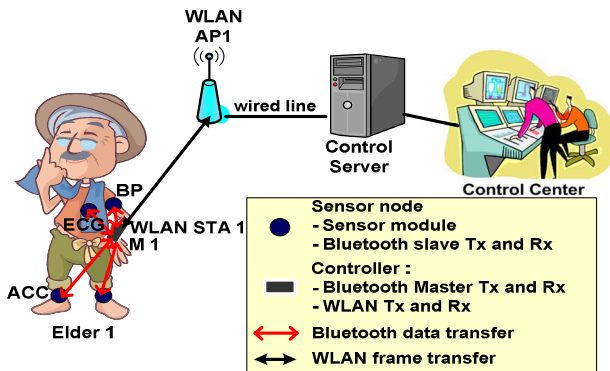 WLAN
AP1
wired line
Control
Server
Control Center
BP
ECG
WLAN STA 1
M 1
ACC
Elder 1
Sensor node
- Sensor module
- Bluetooth slave Tx and Rx
Controller :
- Bluetooth Master Tx and Rx
- WLAN Tx and Rx
Bluetooth data transfer
WLAN frame transfer